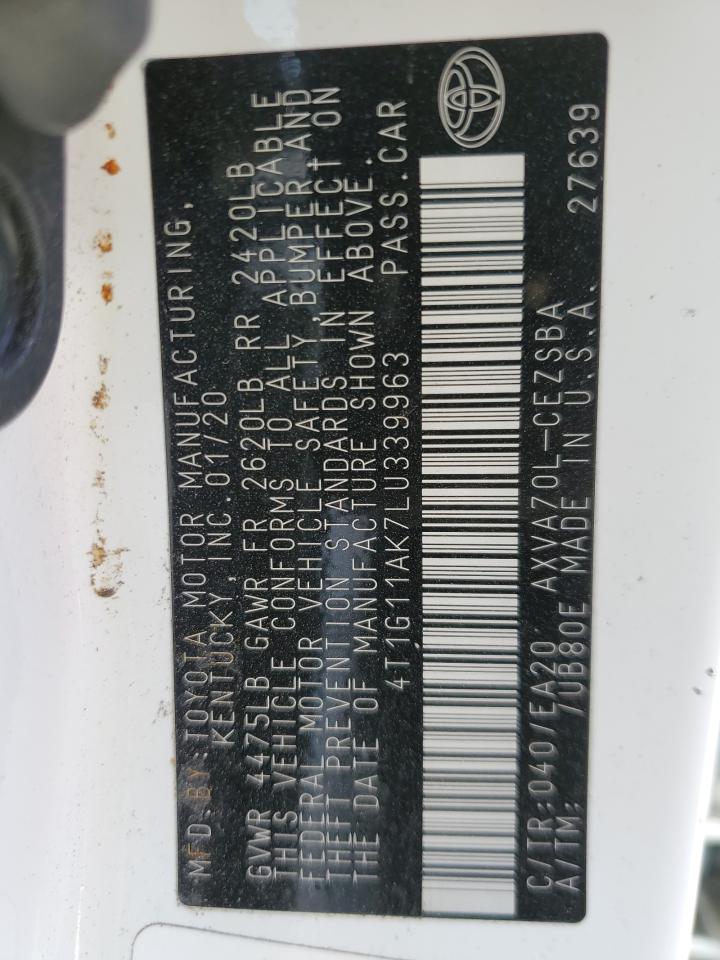 MFD. BY TOYOTA MOTOR MANUFACTURING,
KENTUCKY, INC. 01/20
GVWR 4475LB GAWR FR 2620LB RR 2420LB
THIS VEHICLE CONFORMS TO ALL APPLICABLE
FEDERAL MOTOR VEHICLE SAFETY, BUMPER, AND
THEFT PREVENTION STANDARDS IN EFFECT ON
THE DATE OF MANUFACTURE SHOWN ABOVE.
4T1G11AK7LU339963 PASS.CAR
C/TR:040/EA20 AXVA70L-CEZSBA
A/TM: /UB80E MADE IN U.S.A. 27639